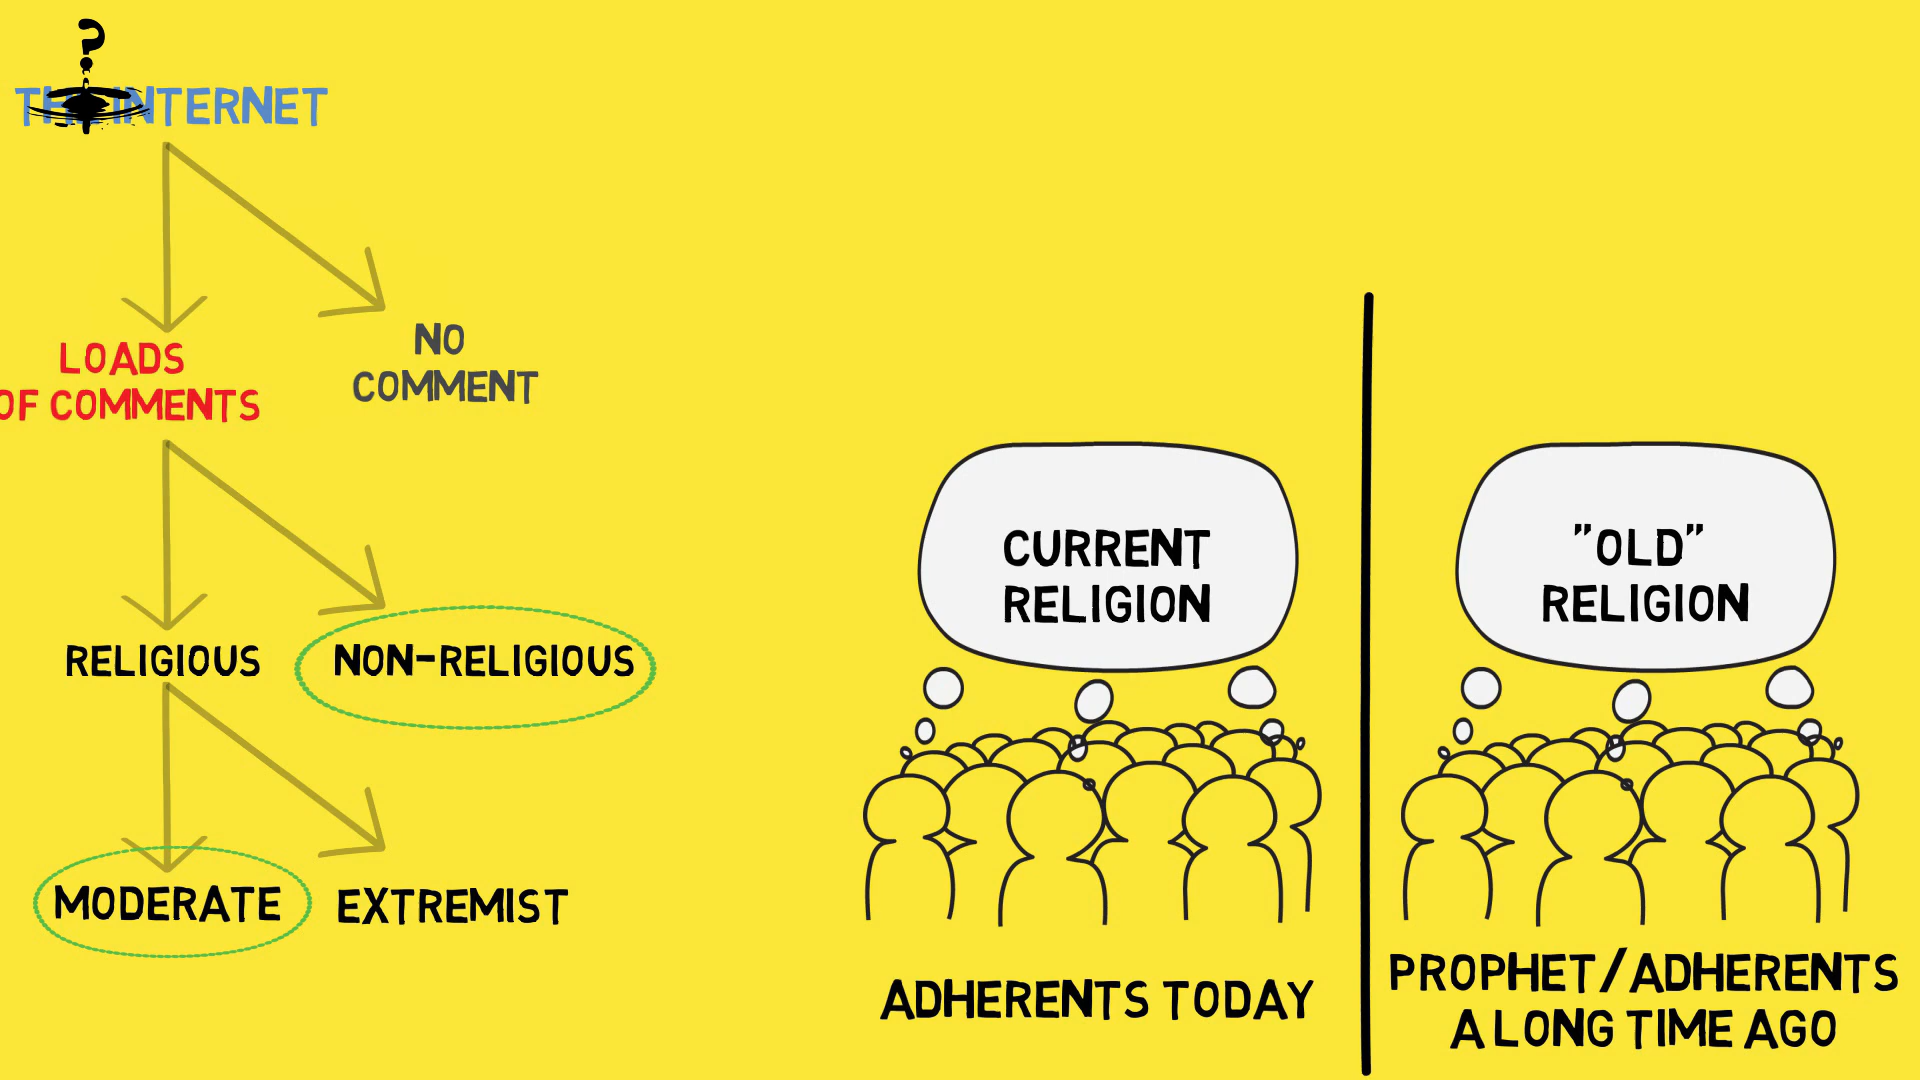 THE INTERNET
LOADS
OF COMMENTS
NO
COMMENT
RELIGIOUS
NON-RELIGIOUS
MODERATE
EXTREMIST
CURRENT
RELIGION
ADHERENTS TODAY
"OLD"
RELIGION
PROPHET/ADHERENTS
A LONG TIME AGO